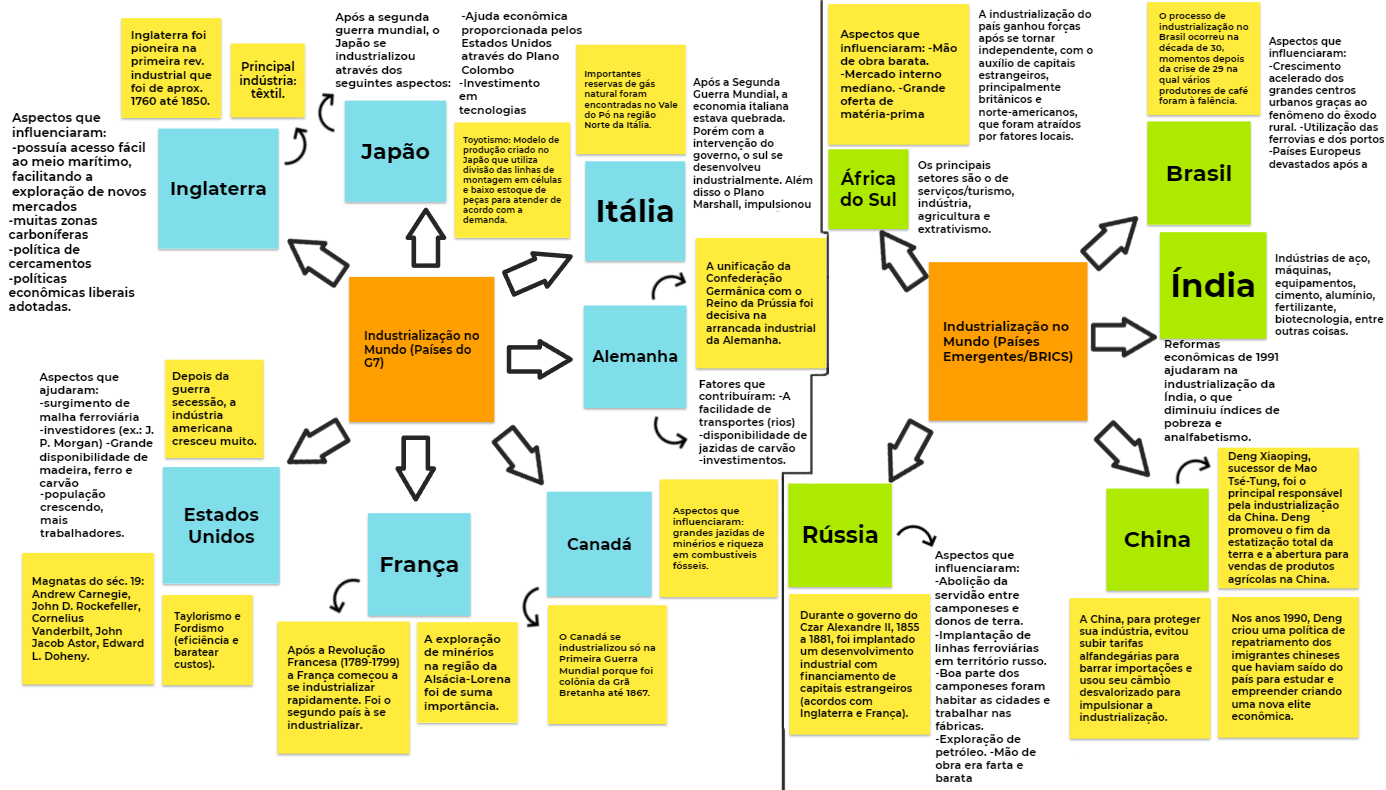 Inglaterra foi
pioneira na
primeira rev.
industrial que
foi de aprox.
1760 até 1850.
Principal
indústria:
têxtil.
Aspectos que
influenciaram:
-possuía acesso fácil
ao meio marítimo,
facilitando a
exploração de novos
mercados
-muitas zonas
carboníferas
-política de
cercamentos
-políticas
econômicas liberais
adotadas.
Inglaterra
Após a segunda
guerra mundial, o
Japão se
industrializou
através dos
seguintes aspectos:
-Ajuda econômica
proporcionada pelos
Estados Unidos
através do Plano
Colombo
-Investimento
em
tecnologias
Japão
Toyotismo: Modelo de
produção criado no
Japão que utiliza
divisão das linhas de
montagem em células
e baixo estoque de
peças para atender de
acordo com a
demanda.
Importantes
reservas de gás
natural foram
encontradas no Vale
do Pó na região
Norte da Itália.
Após a Segunda
Guerra Mundial, a
economia italiana
estava quebrada.
Porém com a
intervenção do
governo, o sul se
desenvolveu
industrialmente. Além
disso o Plano
Marshall, impulsionou
Itália
Industrialização no
Mundo (Países do
G7)
A unificação da
Confederação
Germânica com o
Reino da Prússia foi
decisiva na
arrancada industrial
da Alemanha.
Alemanha
Fatores que
contribuíram: -A
facilidade de
transportes (rios)
-disponibilidade de
jazidas de carvão
-investimentos.
Aspectos que
ajudaram:
-surgimento de
malha ferroviária
-investidores (ex.: J.
P. Morgan) -Grande
disponibilidade de
madeira, ferro e
carvão
-população
crescendo,
mais
trabalhadores.
Depois da
guerra
secessão, a
indústria
americana
cresceu muito.
Estados
Unidos
Magnatas do séc. 19:
Andrew Carnegie,
John D. Rockefeller,
Cornelius
Vanderbilt, John
Jacob Astor, Edward
L. Doheny.
Taylorismo e
Fordismo
(eficiência e
baratear
custos).
França
Após a Revolução
Francesa (1789-1799)
a França começou a
se industrializar
rapidamente. Foi o
segundo país à se
industrializar.
A exploração
de minérios
na região da
Alsácia-Lorena
foi de suma
importância.
Canadá
Aspectos que
influenciaram:
grandes jazidas de
minérios e riqueza
em combustíveis
fósseis.
O Canadá se
industrializou só na
Primeira Guerra
Mundial porque foi
colônia da Grã
Bretanha até 1867.
Aspectos que
influenciaram: -Mão
de obra barata.
-Mercado interno
mediano. -Grande
oferta de
matéria-prima
A industrialização do
país ganhou forças
após se tornar
independente, com o
auxílio de capitais
estrangeiros,
principalmente
britânicos e
norte-americanos,
que foram atraídos
por fatores locais.
África
do Sul
Os principais
setores são o de
serviços/turismo,
indústria,
agricultura e
extrativismo.
O processo de
industrialização no
Brasil ocorreu na
década de 30,
momentos depois
da crise de 29 na
qual vários
produtores de café
foram à falência.
Aspectos que
influenciaram:
-Crescimento
acelerado dos
grandes centros
urbanos graças ao
fenômeno do êxodo
rural. -Utilização das
ferrovias e dos portos
-Países Europeus
devastados após a
Brasil
Índia
Indústrias de aço,
máquinas,
equipamentos,
cimento, alumínio,
fertilizante,
biotecnologia, entre
outras coisas.
Reformas
econômicas de 1991
ajudaram na
industrialização da
Índia, o que
diminuiu índices de
pobreza e
analfabetismo.
Industrialização no
Mundo (Países
Emergentes/BRICS)
Rússia
Aspectos que
influenciaram:
-Abolição da
servidão entre
camponeses e
donos de terra.
-Implantação de
linhas ferroviárias
em território russo.
-Boa parte dos
camponeses foram
habitar as cidades e
trabalhar nas
fábricas.
-Exploração de
petróleo. -Mão de
obra era farta e
barata
Durante o governo do
Czar Alexandre II, 1855
a 1881, foi implantado
um desenvolvimento
industrial com
financiamento de
capitais estrangeiros
(acordos com
Inglaterra e França).
China
Deng Xiaoping,
sucessor de Mao
Tsé-Tung, foi o
principal responsável
pela industrialização
da China. Deng
promoveu o fim da
estatização total da
terra e a abertura para
vendas de produtos
agrícolas na China.
A China, para proteger
sua indústria, evitou
subir tarifas
alfandegárias para
barrar importações e
usou seu câmbio
desvalorizado para
impulsionar a
industrialização.
Nos anos 1990, Deng
criou uma política de
repatriamento dos
imigrantes chineses
que haviam saído do
país para estudar e
empreender criando
uma nova elite
econômica.